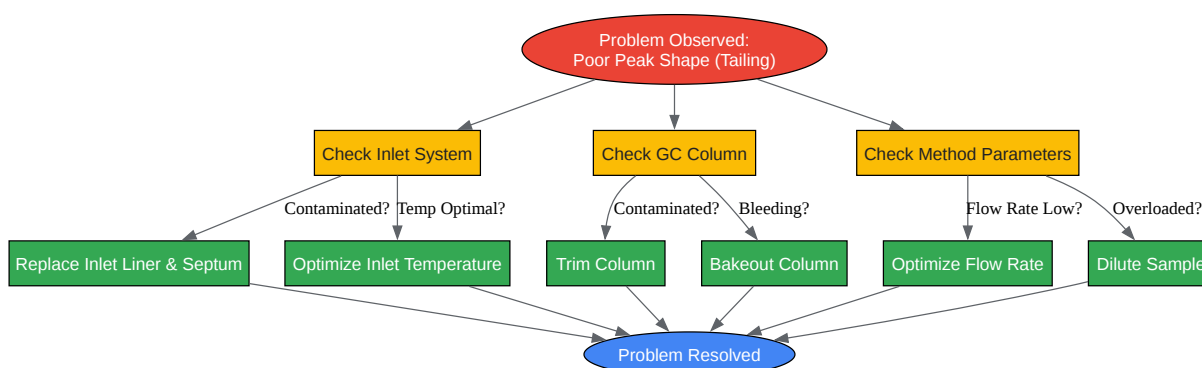 Problem Observed:
Poor Peak Shape (Tailing)
Check Inlet System
Check GC Column
Check Method Parameters
Contaminated?
Temp Optimal?
Contaminated?
Bleeding?
Flow Rate Low?
Overloaded?
Replace Inlet Liner & Septum
Optimize Inlet Temperature
Trim Column
Bakeout Column
Optimize Flow Rate
Dilute Sample
Problem Resolved